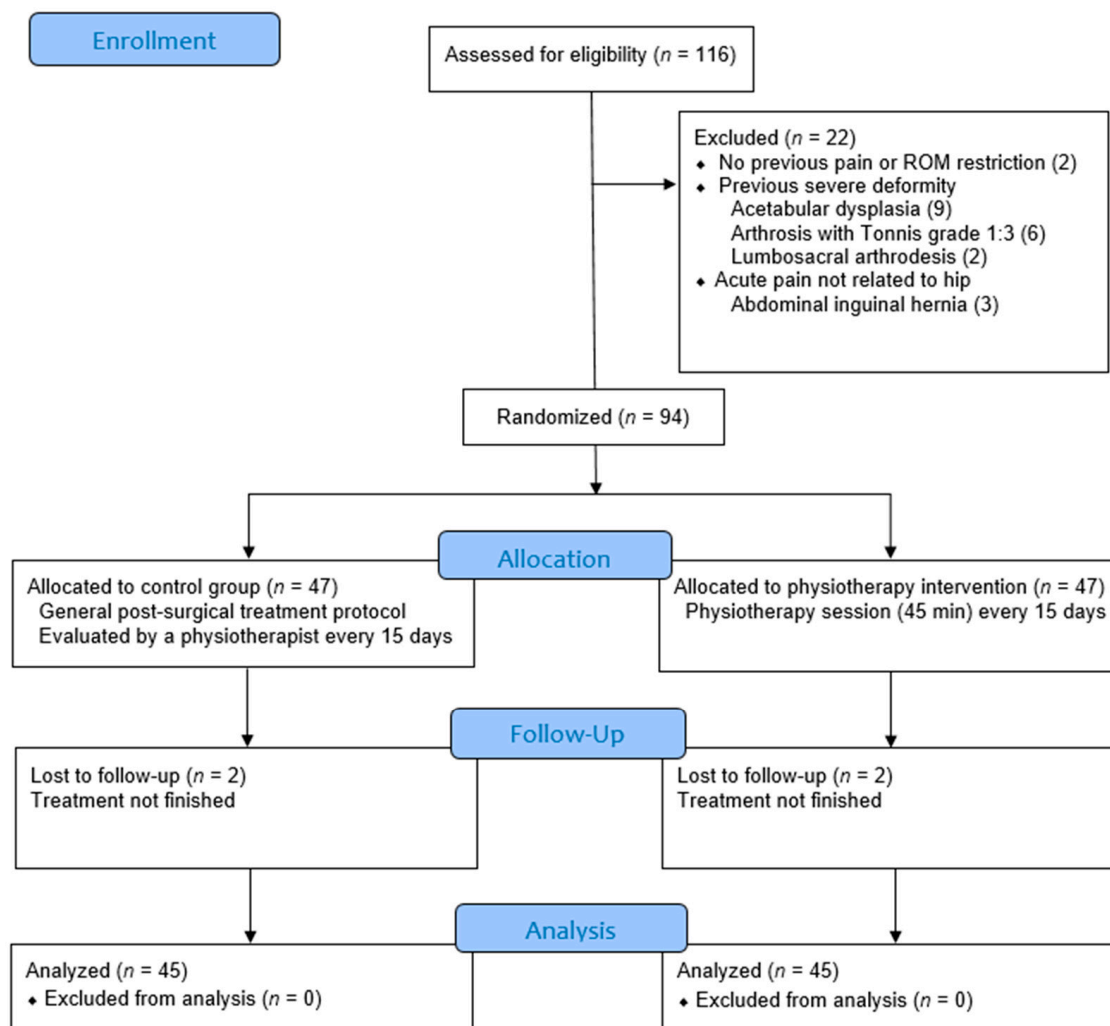 Enrollment
Assessed for eligibility (n = 116)
Excluded (n = 22)
◆ No previous pain or ROM restriction (2)
◆ Previous severe deformity
Acetabular dysplasia (9)
Arthrosis with Tonnis grade 1:3 (6)
Lumbosacral arthrodesis (2)
◆ Acute pain not related to hip
Abdominal inguinal hernia (3)
Randomized (n = 94)
Allocation
Allocated to control group (n = 47)
General post-surgical treatment protocol
Evaluated by a physiotherapist every 15 days
Allocated to physiotherapy intervention (n = 47)
Physiotherapy session (45 min) every 15 days
Follow-Up
Lost to follow-up (n = 2)
Treatment not finished
Lost to follow-up (n = 2)
Treatment not finished
Analysis
Analyzed (n = 45)
◆ Excluded from analysis (n = 0)
Analyzed (n = 45)
◆ Excluded from analysis (n = 0)